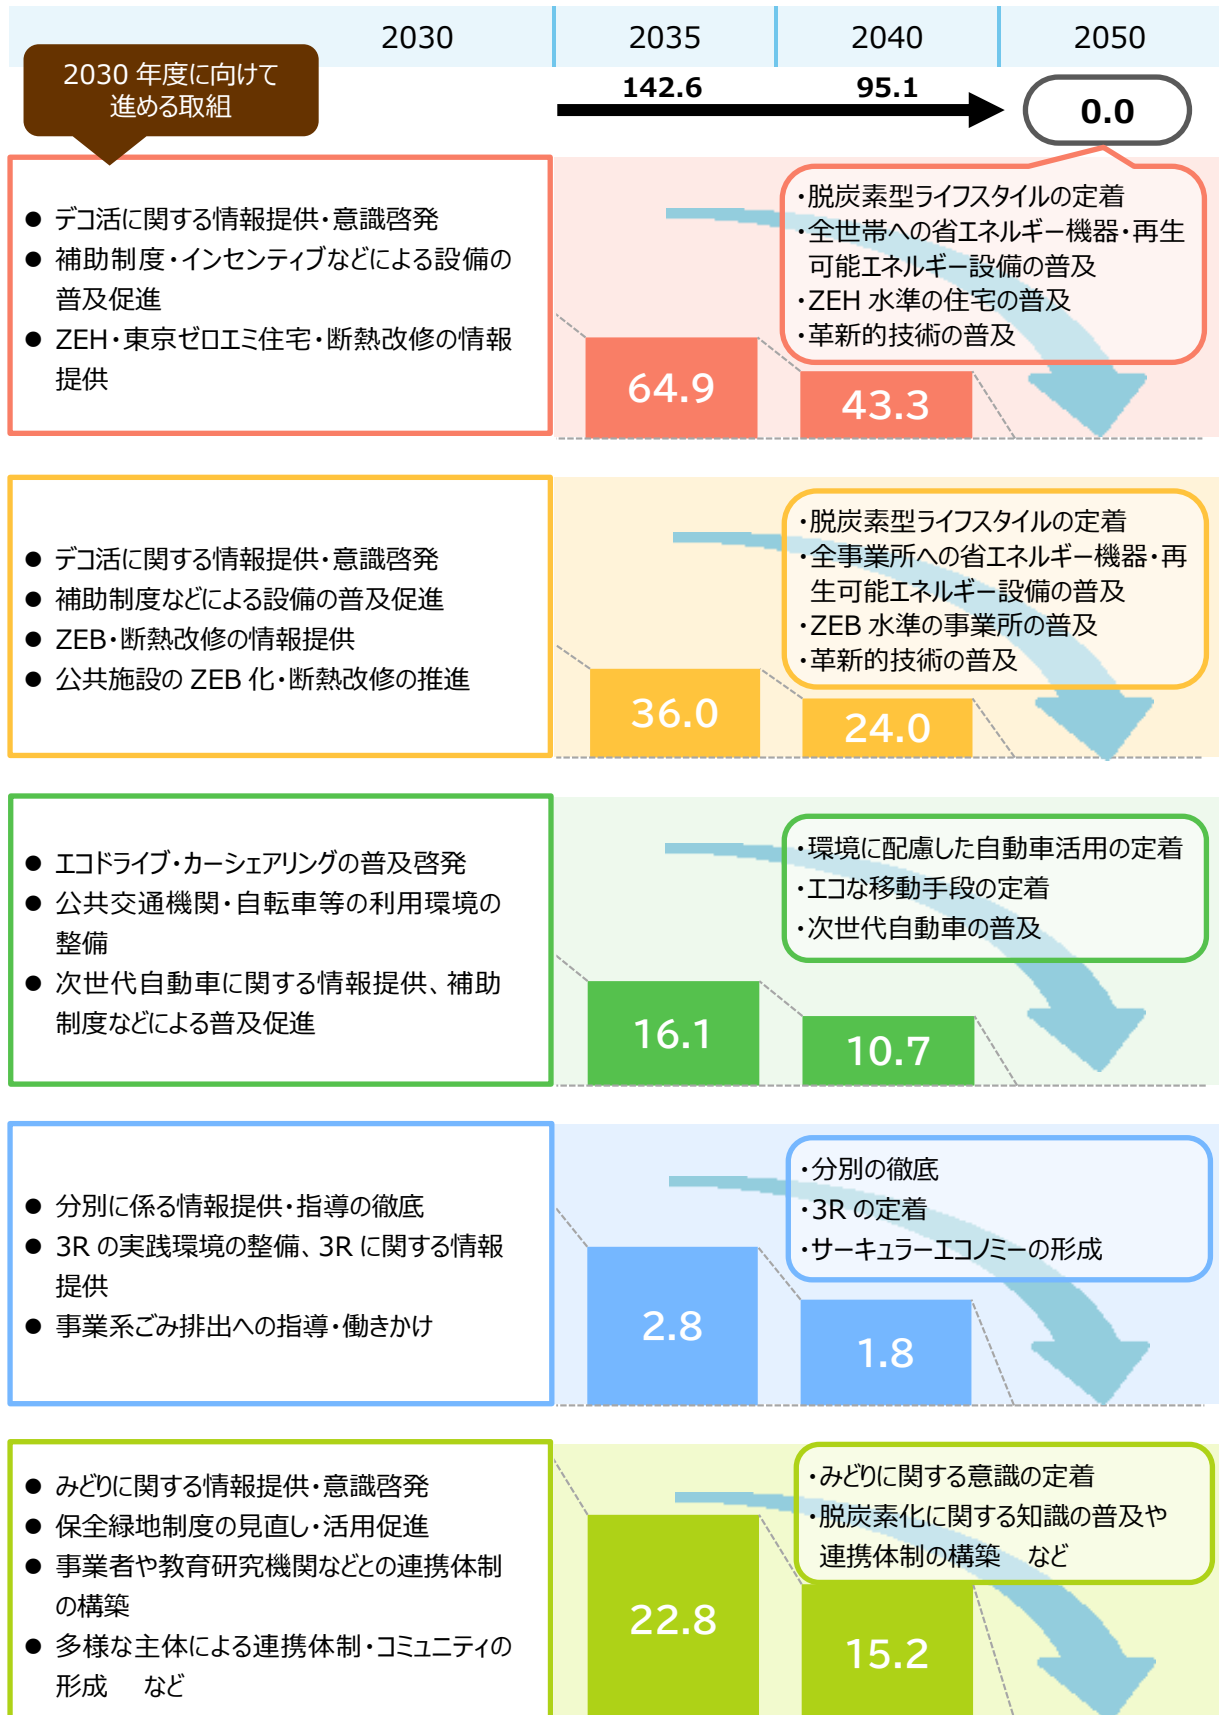 2030
2035
2040
2050
2030 年度に向けて
進める取組
142.6
95.1
0.0
● デコ活に関する情報提供・意識啓発
● 補助制度・インセンティブなどによる設備の
普及促進
● ZEH・東京ゼロエミ住宅・断熱改修の情報
提供
・脱炭素型ライフスタイルの定着
・全世帯への省エネルギー機器・再生
可能エネルギー設備の普及
・ZEH 水準の住宅の普及
・革新的技術の普及
64.9
43.3
● デコ活に関する情報提供・意識啓発
● 補助制度などによる設備の普及促進
● ZEB・断熱改修の情報提供
● 公共施設の ZEB 化・断熱改修の推進
・脱炭素型ライフスタイルの定着
・全事業所への省エネルギー機器・再
生可能エネルギー設備の普及
・ZEB 水準の事業所の普及
・革新的技術の普及
36.0
24.0
● エコドライブ・カーシェアリングの普及啓発
● 公共交通機関・自転車等の利用環境の
整備
● 次世代自動車に関する情報提供、補助
制度などによる普及促進
・環境に配慮した自動車活用の定着
・エコな移動手段の定着
・次世代自動車の普及
16.1
10.7
● 分別に係る情報提供・指導の徹底
● 3R の実践環境の整備、3R に関する情報
提供
● 事業系ごみ排出への指導・働きかけ
・分別の徹底
・3R の定着
・サーキュラーエコノミーの形成
2.8
1.8
● みどりに関する情報提供・意識啓発
● 保全緑地制度の見直し・活用促進
● 事業者や教育研究機関などとの連携体制
の構築
● 多様な主体による連携体制・コミュニティの
形成 など
・みどりに関する意識の定着
・脱炭素化に関する知識の普及や
連携体制の構築 など
22.8
15.2